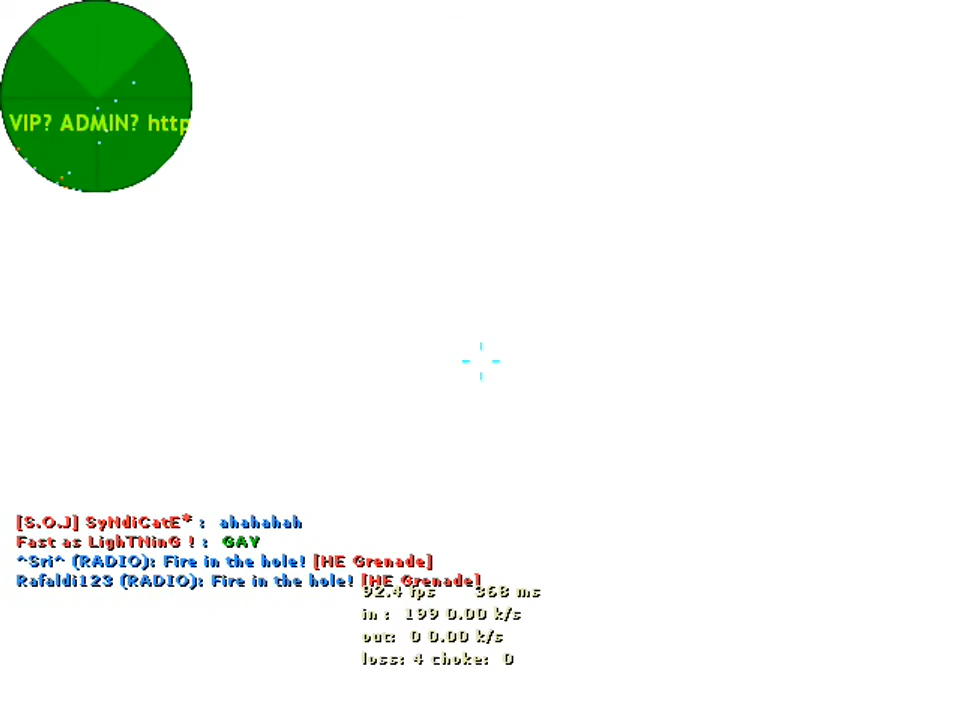 VIP? ADMIN? http
[S.O.J] SyNdiCatE* : ahahahah
Fast as LighTNinG ! : GAY
^Sri^ (RADIO): Fire in the hole! [HE Grenade]
Rafaldi123 (RADIO): Fire in the hole! [HE Grenade]
92.4 fps 368 ms
in : 199 0.00 k/s
out: 0 0.00 k/s
loss: 4 choke: 0